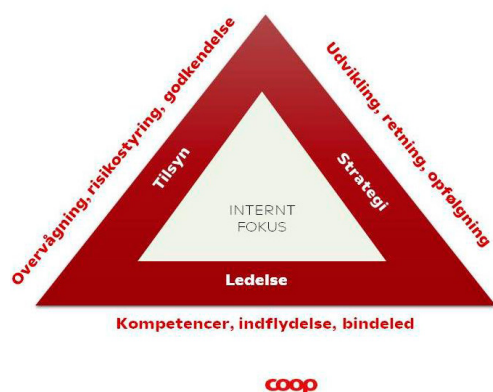 Overvågning, risikostyring, godkendelse
Udvikling, retning, opfølgning
Tilsyn
Strategi
INTERNT
FOKUS
Ledelse
Kompetencer, indflydelse, bindeled
coop